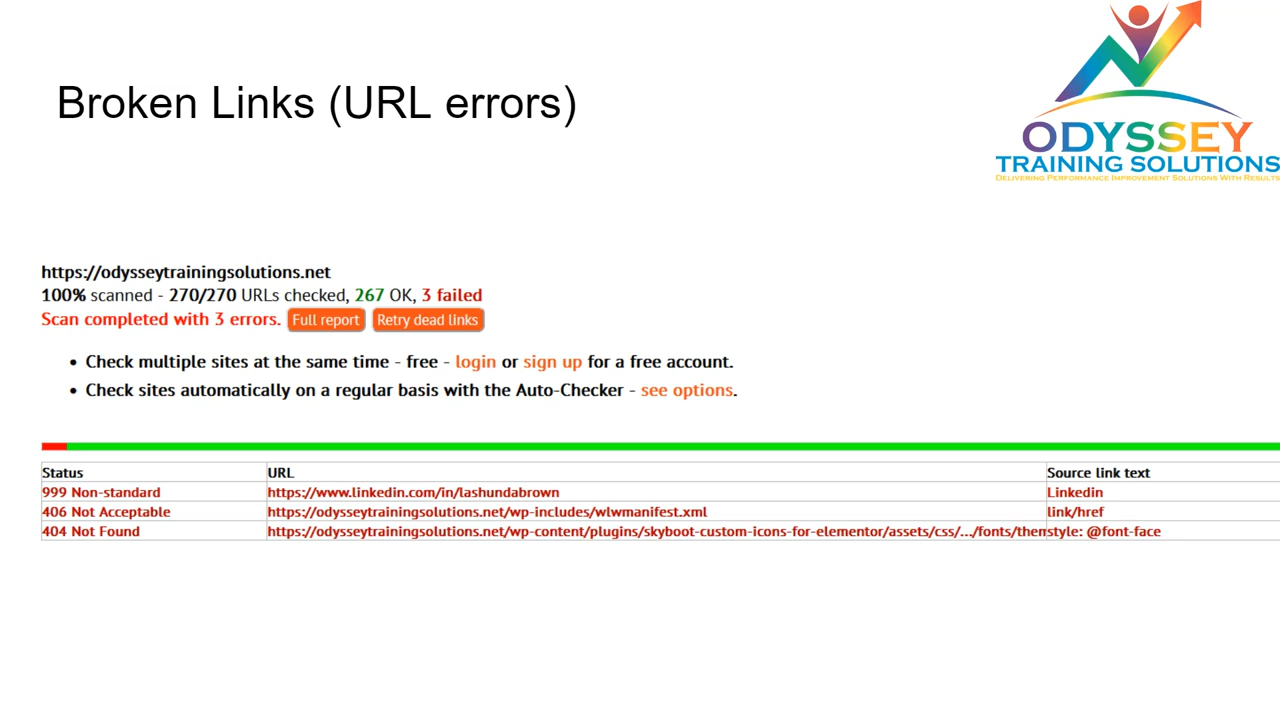 Broken Links (URL errors)
ODYSSEY
TRAINING SOLUTIONS
DELIVERING PERFORMANCE IMPROVEMENT SOLUTIONS WITH RESULTS
https://odysseytrainingsolutions.net
100% scanned - 270/270 URLs checked, 267 OK, 3 failed
Scan completed with 3 errors. Full report Retry dead links
• Check multiple sites at the same time - free - login or sign up for a free account.
• Check sites automatically on a regular basis with the Auto-Checker - see options.
Status URL Source link text
999 Non-standard https://www.linkedin.com/in/lashundabrown Linkedin
406 Not Acceptable https://odysseytrainingsolutions.net/wp-includes/wlwmanifest.xml link/href
404 Not Found https://odysseytrainingsolutions.net/wp-content/plugins/skyboot-custom-icons-for-elementor/assets/css/.../fonts/them style: @font-face